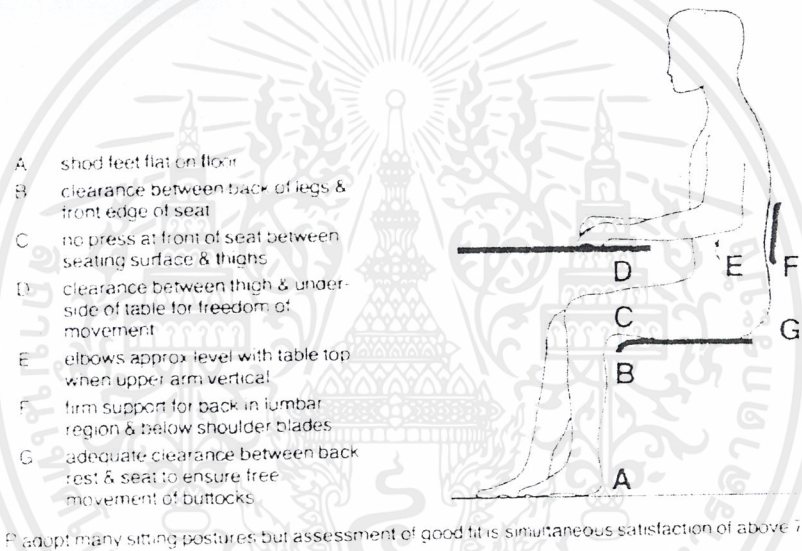 A shod feet flat on floor
B clearance between back of legs &
front edge of seat
C no press at front of seat between
seating surface & thighs
D clearance between thigh & under-
side of table for freedom of
movement
E elbows approx level with table top
when upper arm vertical
F firm support for back in lumbar
region & below shoulder blades
G adequate clearance between back
rest & seat to ensure free
movement of buttocks
D
E
F
C
G
B
A
P adopt many sitting postures but assessment of good fit is simultaneous satisfaction of above 7